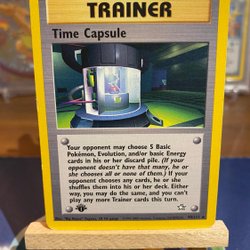 TRAINER
Time Capsule
Your opponent may choose 5 Basic
Pokémon, Evolution, and/or basic Energy
cards in his or her discard pile. (If your
opponent doesn't have that many, he or
she chooses all or none of them.) If your
opponent chooses any cards, he or she
shuffles them into his or her deck. Either
way, you may do the same, and you can't
play any more Trainer cards this turn.